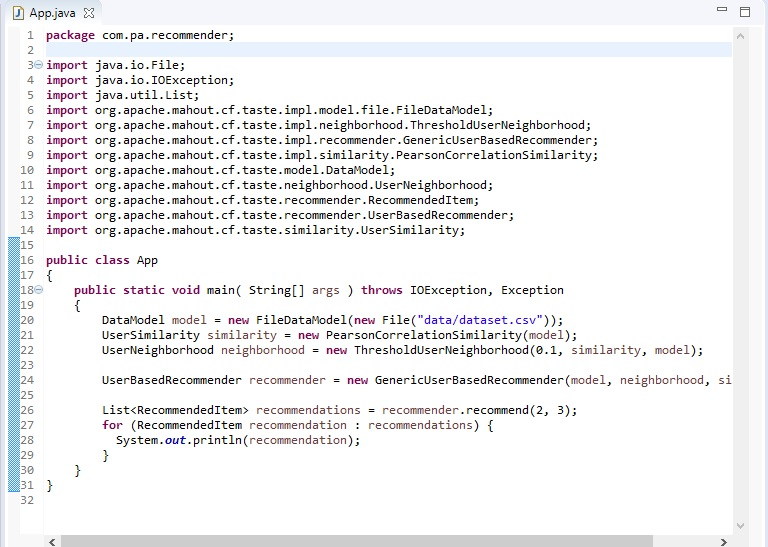 App.java
1 package com.pa.recommender;
2
3 import java.io.File;
4 import java.io.IOException;
5 import java.util.List;
6 import org.apache.mahout.cf.taste.impl.model.file.FileDataModel;
7 import org.apache.mahout.cf.taste.impl.neighborhood.ThresholdUserNeighborhood;
8 import org.apache.mahout.cf.taste.impl.recommender.GenericUserBasedRecommender;
9 import org.apache.mahout.cf.taste.impl.similarity.PearsonCorrelationSimilarity;
10 import org.apache.mahout.cf.taste.model.DataModel;
11 import org.apache.mahout.cf.taste.neighborhood.UserNeighborhood;
12 import org.apache.mahout.cf.taste.recommender.RecommendedItem;
13 import org.apache.mahout.cf.taste.recommender.UserBasedRecommender;
14 import org.apache.mahout.cf.taste.similarity.UserSimilarity;
15
16 public class App
17 {
18     public static void main( String[] args ) throws IOException, Exception
19     {
20         DataModel model = new FileDataModel(new File("data/dataset.csv"));
21         UserSimilarity similarity = new PearsonCorrelationSimilarity(model);
22         UserNeighborhood neighborhood = new ThresholdUserNeighborhood(0.1, similarity, model);
23
24         UserBasedRecommender recommender = new GenericUserBasedRecommender(model, neighborhood, si
25
26         List<RecommendedItem> recommendations = recommender.recommend(2, 3);
27         for (RecommendedItem recommendation : recommendations) {
28           System.out.println(recommendation);
29         }
30     }
31 }
32